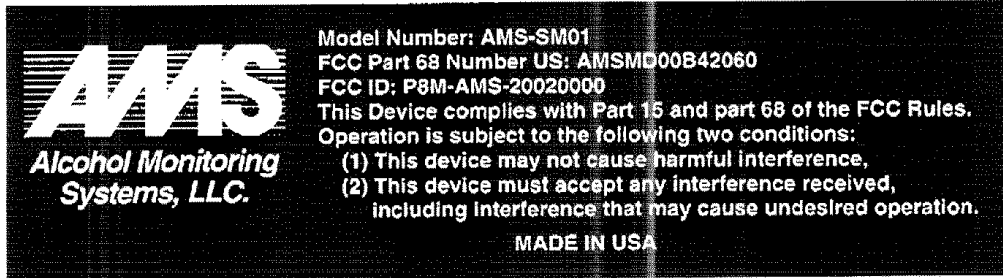 AMS
Alcohol Monitoring
Systems, LLC.
Model Number: AMS-SM01
FCC Part 68 Number US: AMSMD00B42060
FCC ID: P8M-AMS-20020000
This Device complies with Part 15 and part 68 of the FCC Rules.
Operation is subject to the following two conditions:
(1) This device may not cause harmful interference,
(2) This device must accept any interference received,
including interference that may cause undesired operation.
MADE IN USA